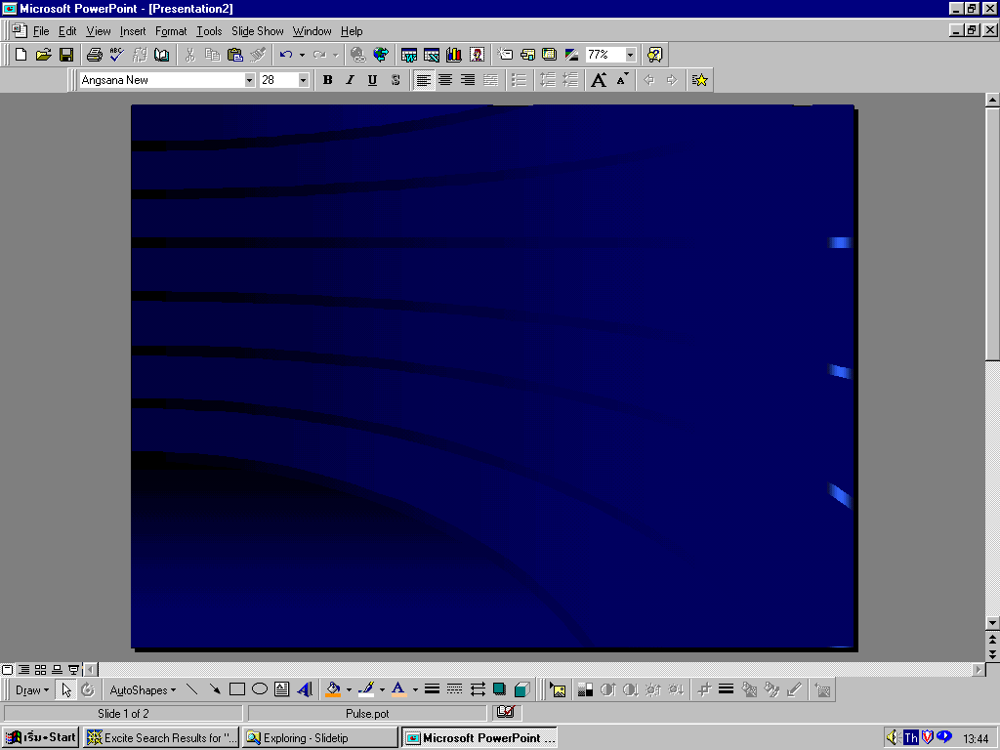 Microsoft PowerPoint - [Presentation2]
File Edit View Insert Format Tools Slide Show Window Help
77%
Angsana New 28 B I U S A A
Draw AutoShapes A A
Slide 1 of 2 Pulse.pot
เริ่ม Start Excite Search Results for "... Exploring - Slidetip Microsoft PowerPoint ... Th 13:44